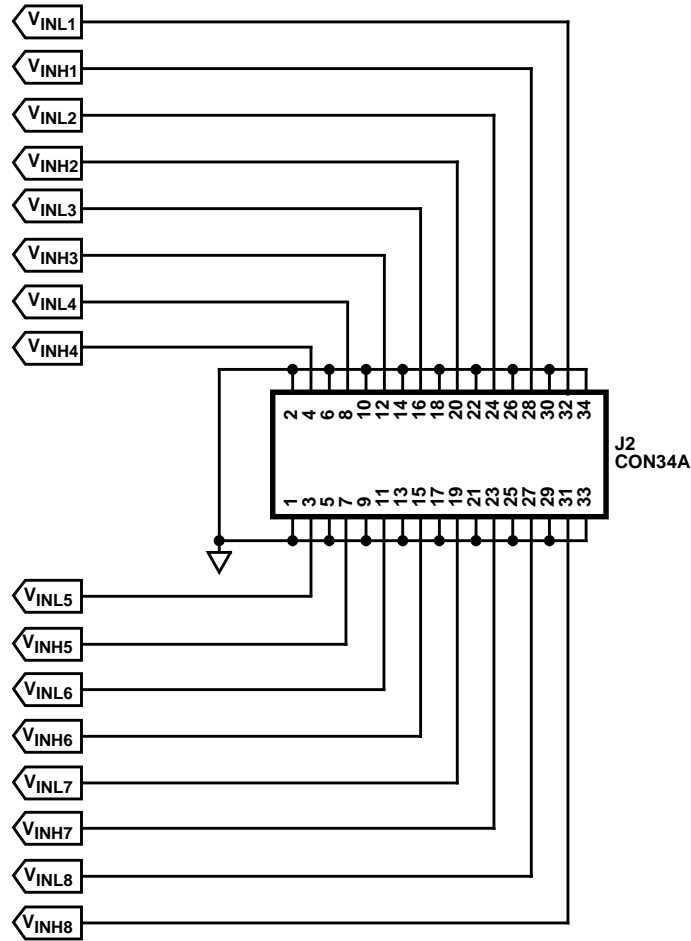 VINL1
VINH1
VINL2
VINH2
VINL3
VINH3
VINL4
VINH4
2 4 6 8 10 12 14 16 18 20 22 24 26 28 30 32 34
J2
CON34A
1 3 5 7 9 11 13 15 17 19 21 23 25 27 29 31 33
VINL5
VINH5
VINL6
VINH6
VINL7
VINH7
VINL8
VINH8